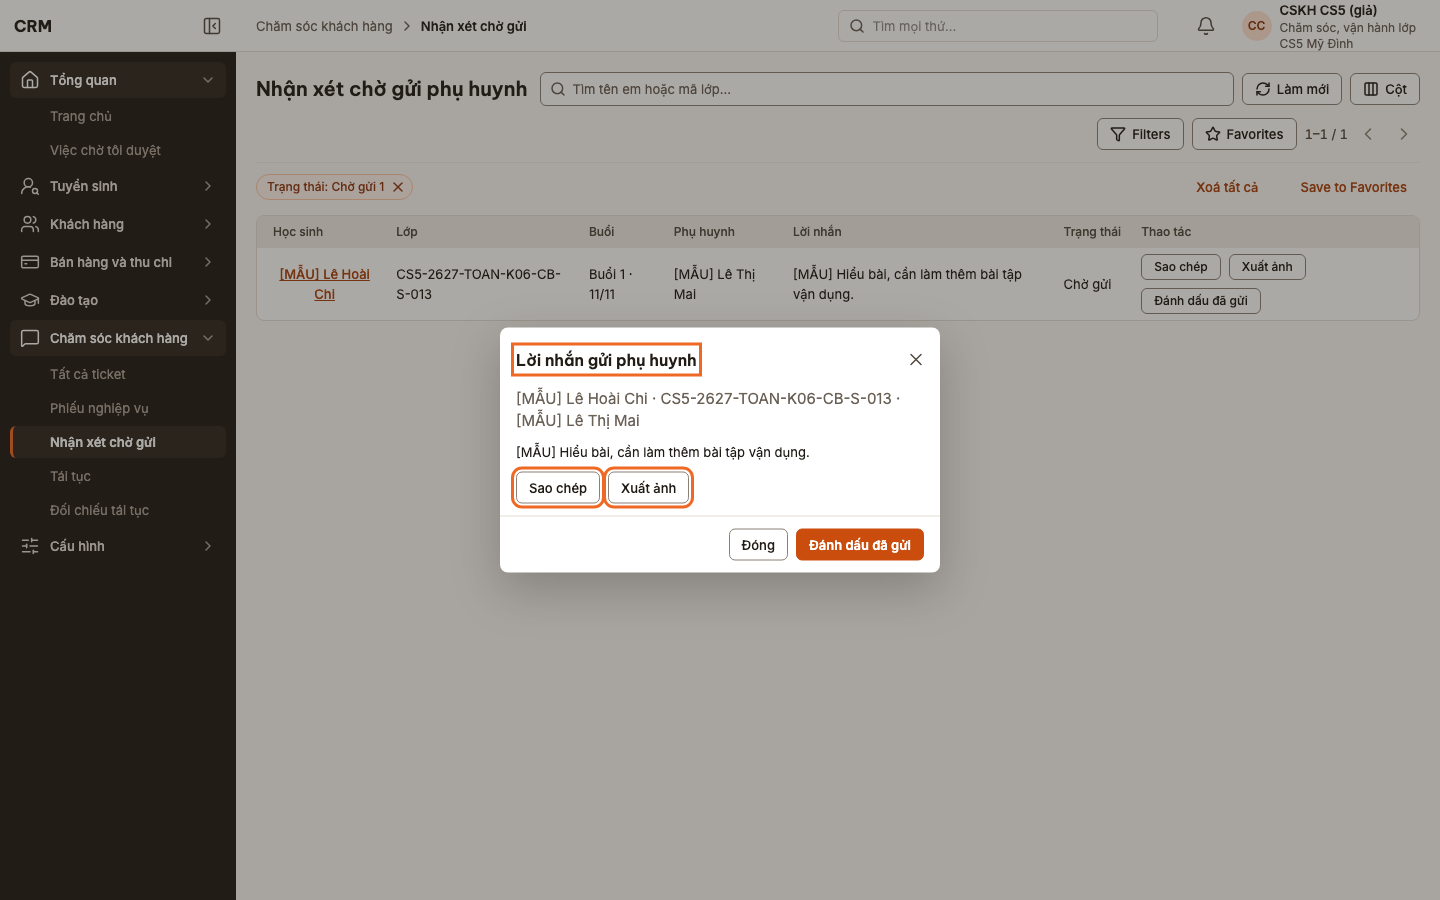 CRM
Chăm sóc khách hàng > Nhận xét chờ gửi
Tìm mọi thứ...
CC
CSKH CS5 (giả)
Chăm sóc, vận hành lớp
CS5 Mỹ Đình
Tổng quan
Trang chủ
Việc chờ tôi duyệt
Tuyển sinh
Khách hàng
Bán hàng và thu chi
Đào tạo
Chăm sóc khách hàng
Tất cả ticket
Phiếu nghiệp vụ
Nhận xét chờ gửi
Tái tục
Đối chiếu tái tục
Cấu hình
Nhận xét chờ gửi phụ huynh
Tìm tên em hoặc mã lớp...
Làm mới
Cột
Filters
Favorites
1–1 / 1
Trạng thái: Chờ gửi 1
Xoá tất cả
Save to Favorites
Học sinh Lớp Buổi Phụ huynh Lời nhắn Trạng thái Thao tác
[MẪU] Lê Hoài
Chi
CS5-2627-TOAN-K06-CB-
S-013
Buổi 1 ·
11/11
[MẪU] Lê Thị
Mai
[MẪU] Hiểu bài, cần làm thêm bài tập
vận dụng.
Chờ gửi
Sao chép
Xuất ảnh
Đánh dấu đã gửi
Lời nhắn gửi phụ huynh
[MẪU] Lê Hoài Chi · CS5-2627-TOAN-K06-CB-S-013 ·
[MẪU] Lê Thị Mai
[MẪU] Hiểu bài, cần làm thêm bài tập vận dụng.
Sao chép
Xuất ảnh
Đóng
Đánh dấu đã gửi